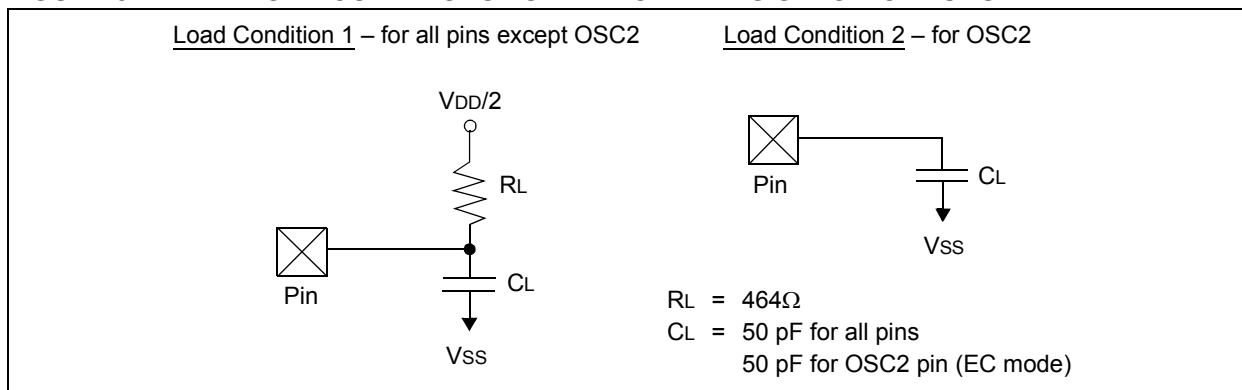 Load Condition 1 – for all pins except OSC2
VDD/2
RL
Pin
CL
VSS
Load Condition 2 – for OSC2
Pin
CL
VSS
RL = 464Ω
CL = 50 pF for all pins
50 pF for OSC2 pin (EC mode)